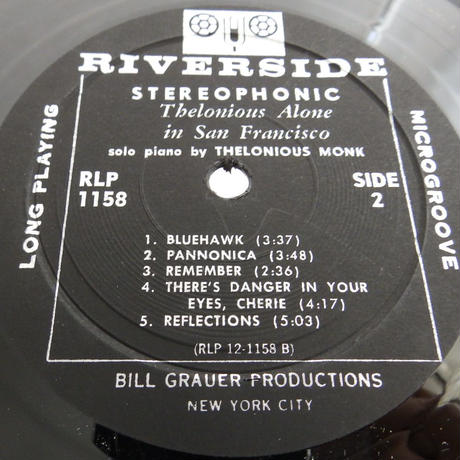 RIVERSIDE
STEREOPHONIC
Thelonious Alone
in San Francisco
solo piano by THELONIOUS MONK
LONG PLAYING
MICROGROOVE
RLP
1158
SIDE
2
1. BLUEHAWK (3:37)
2. PANNONICA (3:48)
3. REMEMBER (2:36)
4. THERE'S DANGER IN YOUR
EYES, CHERIE (4:17)
5. REFLECTIONS (5:03)
(RLP 12-1158 B)
BILL GRAUER PRODUCTIONS
NEW YORK CITY